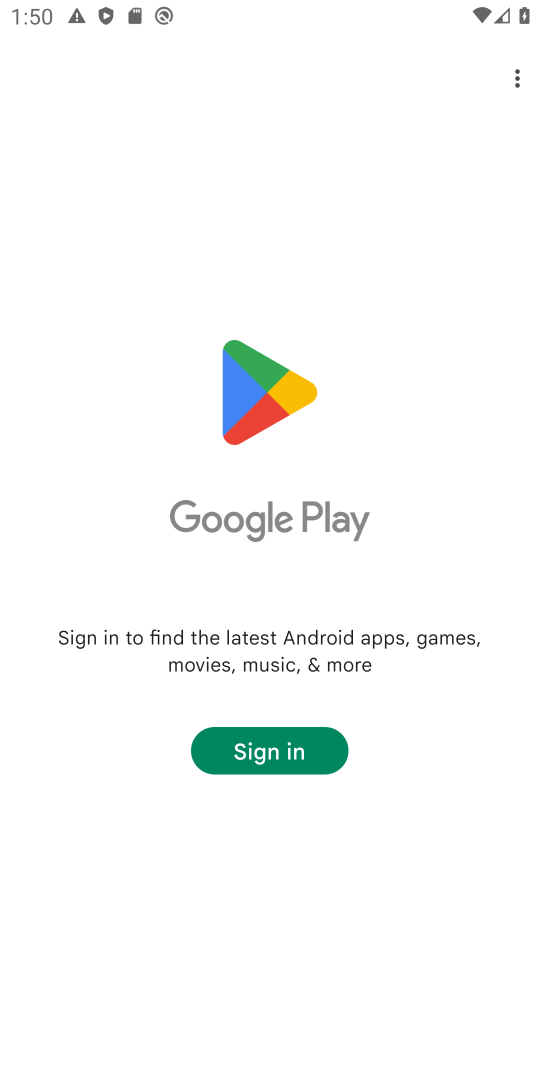 1:50
Google Play
Sign in to find the latest Android apps, games,
movies, music, & more
Sign in